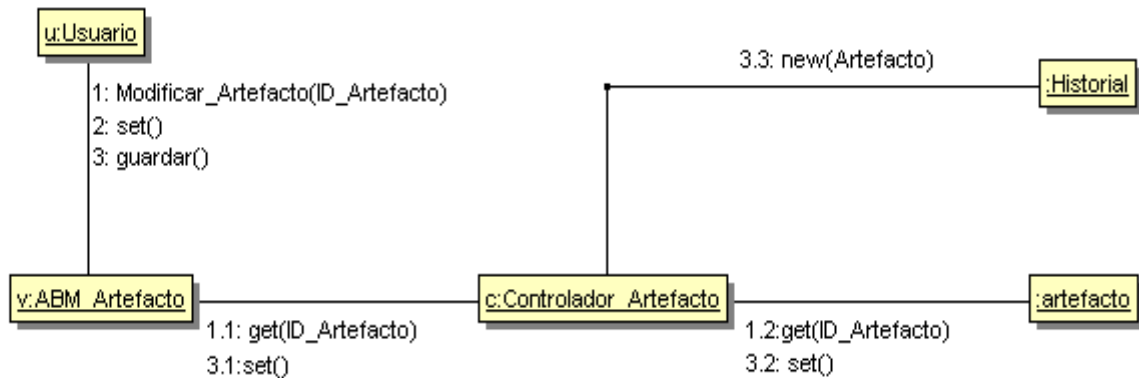 u:Usuario
1: Modificar_Artefacto(ID_Artefacto)
2: set()
3: guardar()
3.3: new(Artefacto)
:Historial
v:ABM_Artefacto
1.1: get(ID_Artefacto)
3.1:set()
c:Controlador_Artefacto
1.2:get(ID_Artefacto)
3.2: set()
:artefacto